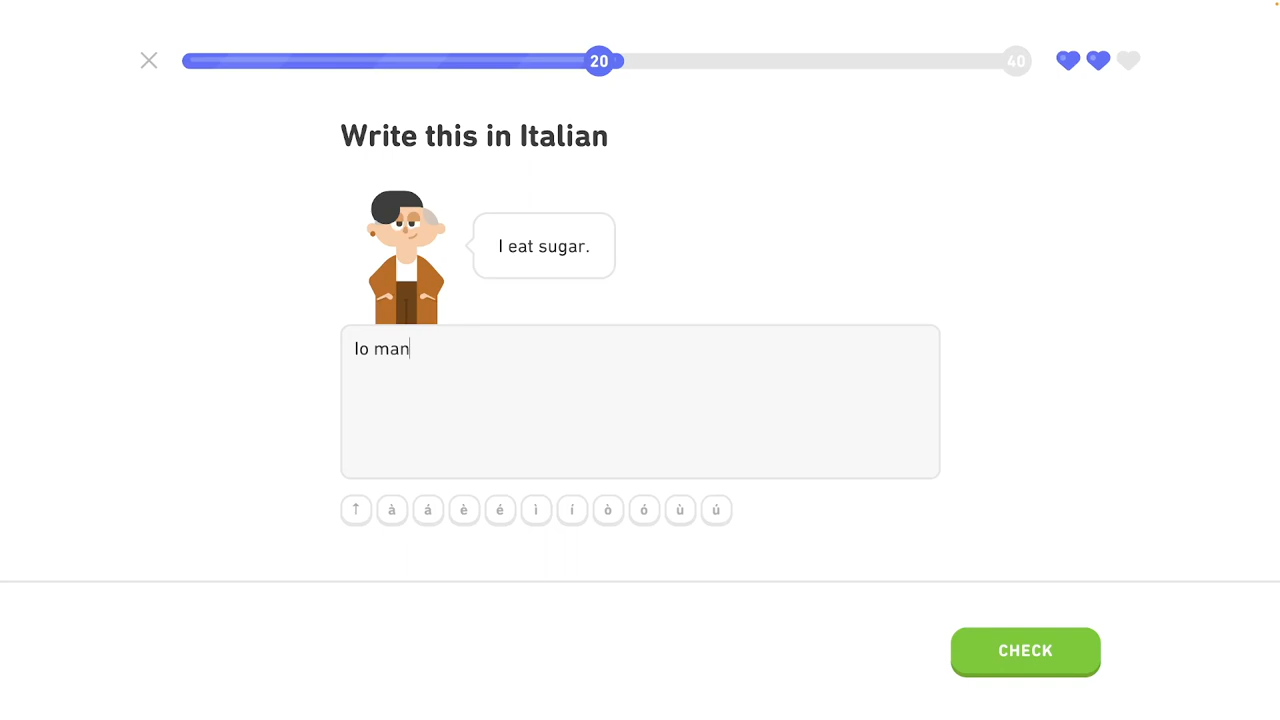 20
40
Write this in Italian
I eat sugar.
Io man
↑ à á è é ì í ò ó ù ú
CHECK